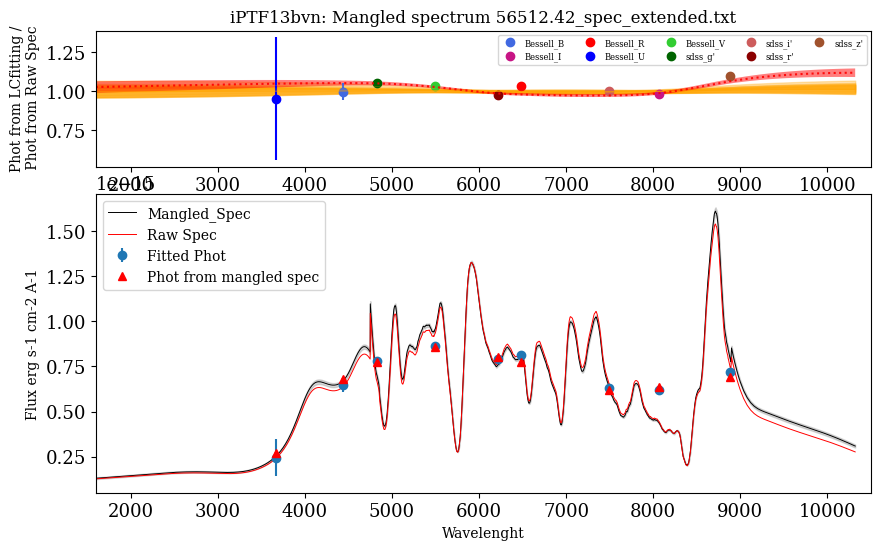 iPTF13bvn: Mangled spectrum 56512.42_spec_extended.txt
Phot from LCfitting /
Phot from Raw Spec
1.25
1.00
0.75
Bessell_B
Bessell_I
Bessell_R
Bessell_U
Bessell_V
sdss_g'
sdss_i'
sdss_r'
sdss_z'
2000 3000 4000 5000 6000 7000 8000 9000 10000
1e−15
Flux erg s-1 cm-2 A-1
1.50
1.25
1.00
0.75
0.50
0.25
Mangled_Spec
Raw Spec
Fitted Phot
Phot from mangled spec
2000 3000 4000 5000 6000 7000 8000 9000 10000
Wavelenght